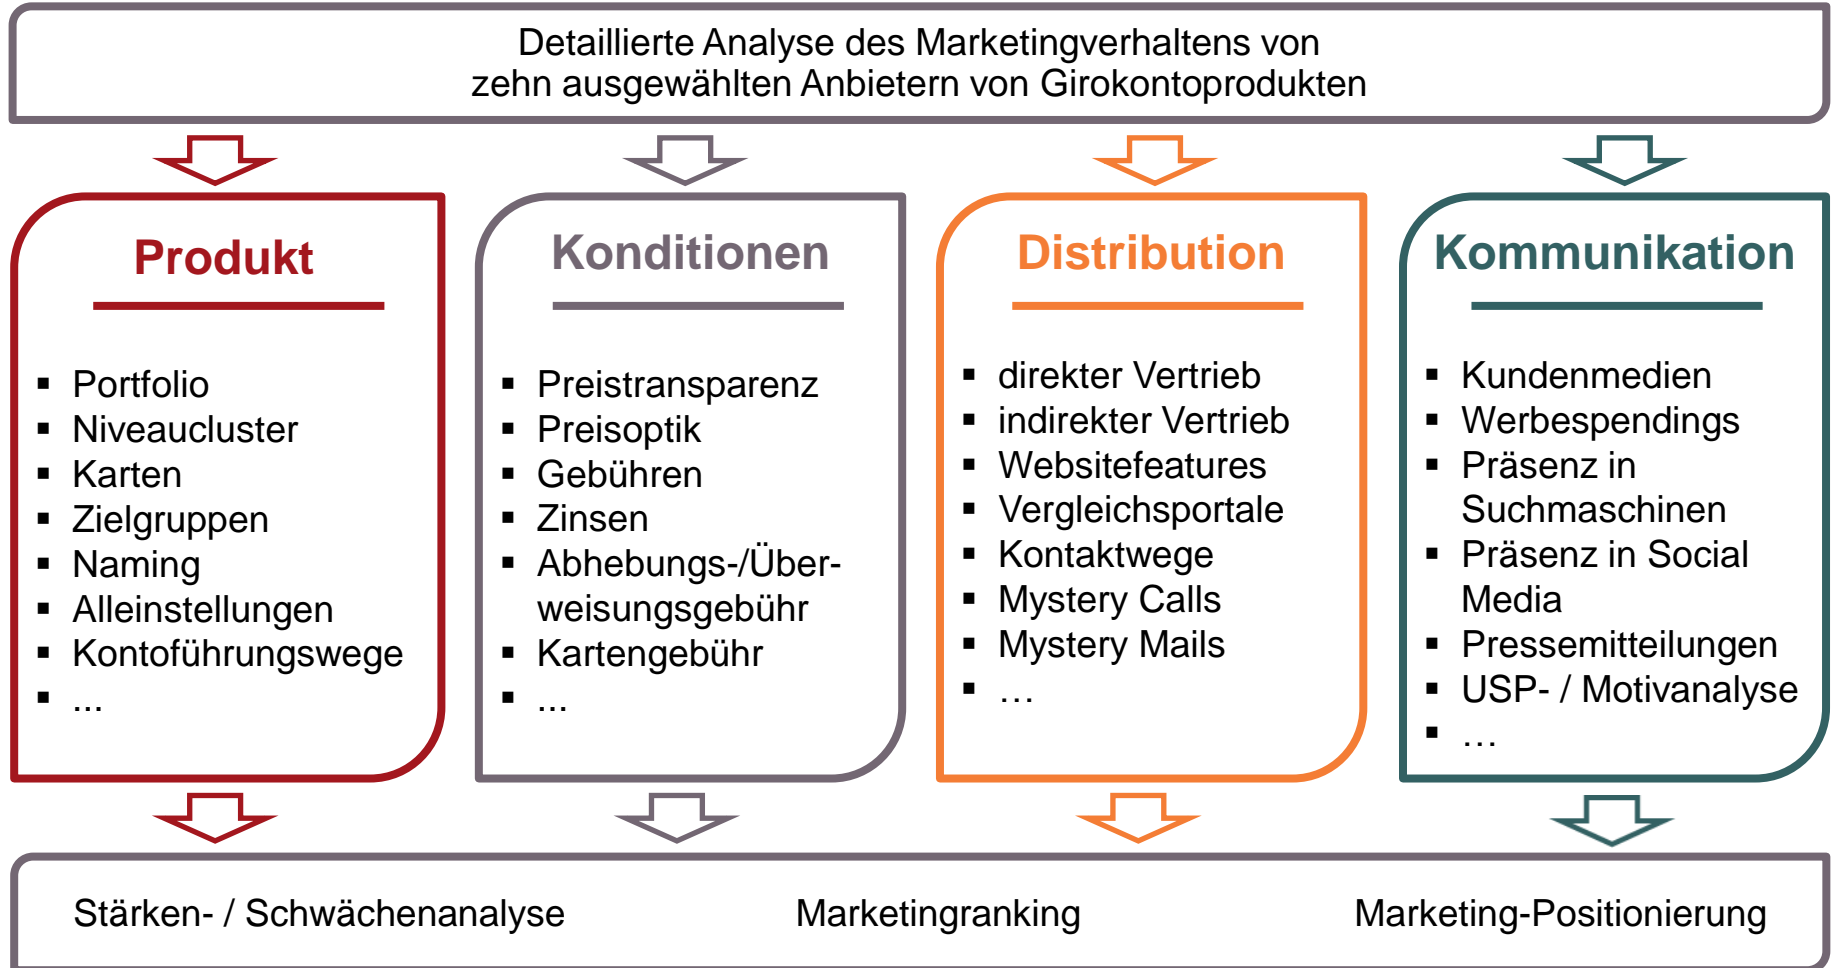 Detaillierte Analyse des Marketingverhaltens von
zehn ausgewählten Anbietern von Girokontoprodukten
Produkt
▪ Portfolio
▪ Niveaucluster
▪ Karten
▪ Zielgruppen
▪ Naming
▪ Alleinstellungen
▪ Kontoführungswege
▪ ...
Konditionen
▪ Preistransparenz
▪ Preisoptik
▪ Gebühren
▪ Zinsen
▪ Abhebungs-/Über-
weisungsgebühr
▪ Kartengebühr
▪ ...
Distribution
▪ direkter Vertrieb
▪ indirekter Vertrieb
▪ Websitefeatures
▪ Vergleichsportale
▪ Kontaktwege
▪ Mystery Calls
▪ Mystery Mails
▪ …
Kommunikation
▪ Kundenmedien
▪ Werbespendings
▪ Präsenz in
Suchmaschinen
▪ Präsenz in Social
Media
▪ Pressemitteilungen
▪ USP- / Motivanalyse
▪ …
Stärken- / Schwächenanalyse
Marketingranking
Marketing-Positionierung